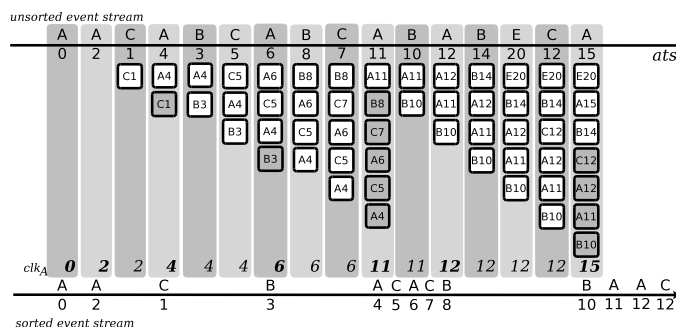 unsorted event stream
A A C A B C A B C A B A B E C A
0 2 1 4 3 5 6 8 7 11 10 12 14 20 12 15 ats
C1 A4 A4 C5 A6 B8 B8 A11 A11 A12 B14 E20 E20 E20
C1 B3 A4 C5 A6 C7 B8 B10 A11 A12 B14 B14 A15
B3 A4 C5 A6 C7 B10 A11 A12 C12 B14
B3 A4 C5 A6 B10 A11 A12 C12
A4 C5 B10 A11 A12
A4 B10 A11
B10
clkA 0 2 2 4 4 4 6 6 6 11 11 12 12 12 12 15
A A C B A C A C B B A A C
0 2 1 3 4 5 6 7 8 10 11 12 12
sorted event stream